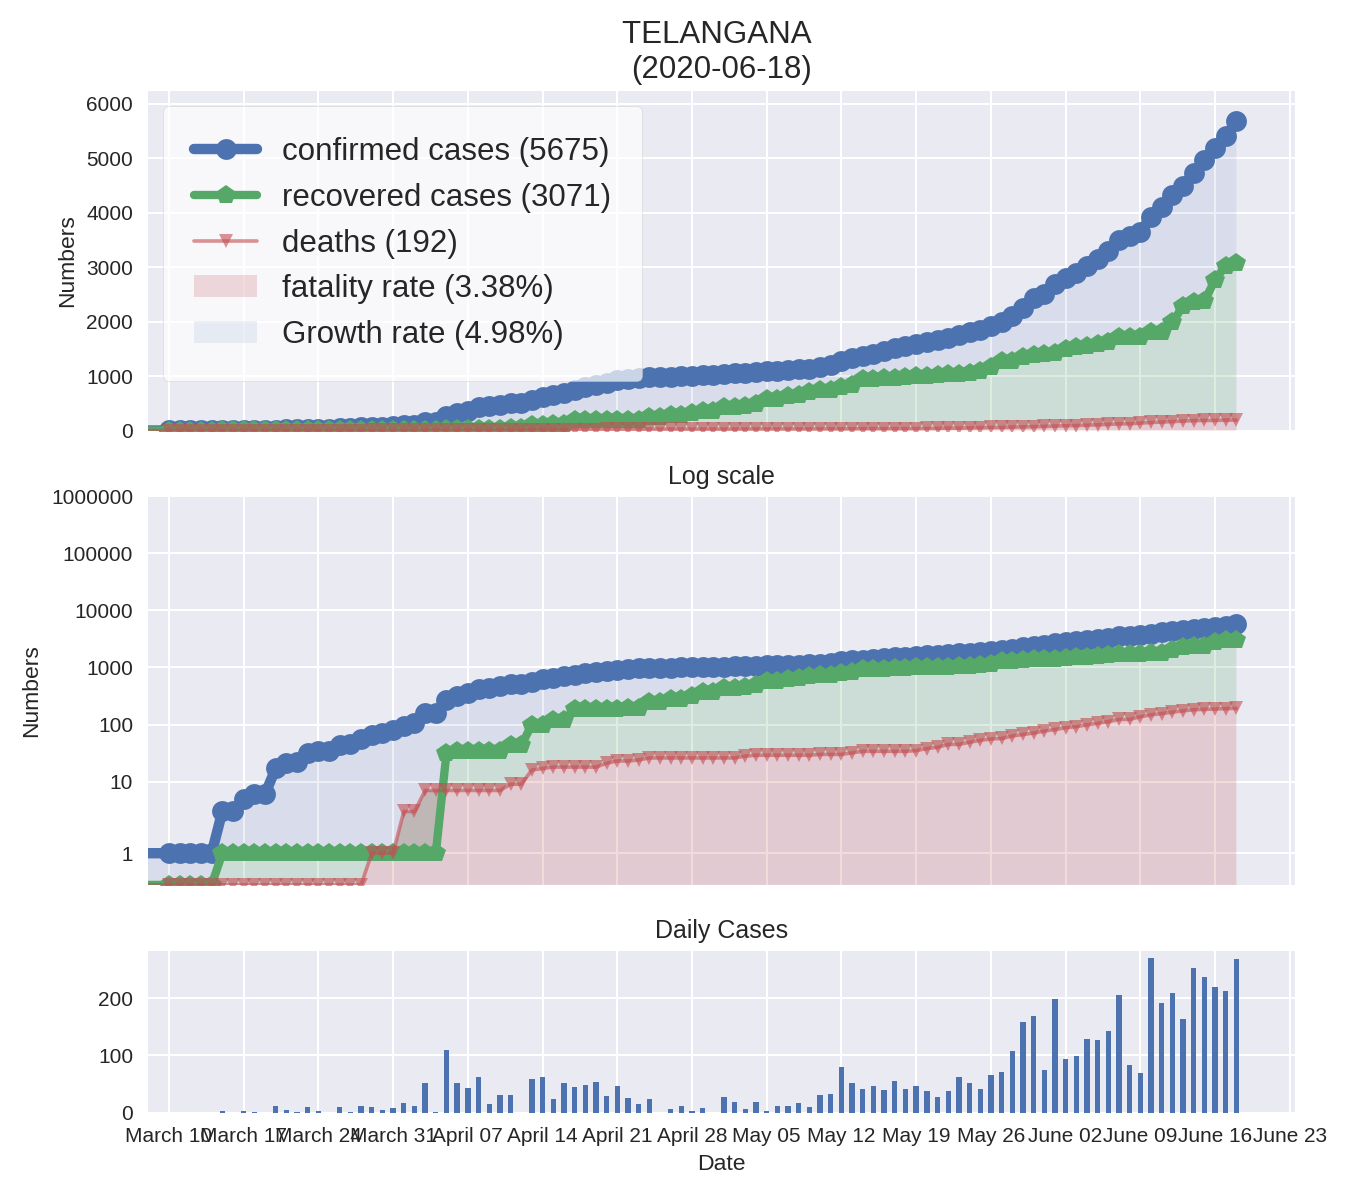 TELANGANA
(2020-06-18)
6000
5000
4000
3000
2000
1000
0
Numbers
confirmed cases (5675)
recovered cases (3071)
deaths (192)
fatality rate (3.38%)
Growth rate (4.98%)
Log scale
1000000
100000
10000
1000
100
10
1
Numbers
Daily Cases
200
100
0
March 10 March 17 March 24 March 31 April 07 April 14 April 21 April 28 May 05 May 12 May 19 May 26 June 02 June 09 June 16 June 23
Date